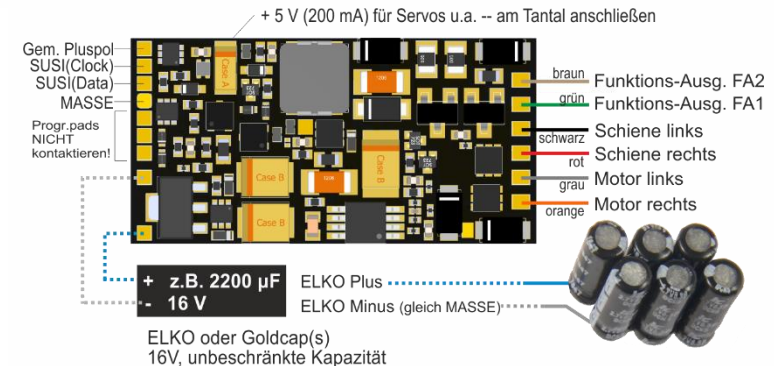 + 5 V (200 mA) für Servos u.a. -- am Tantal anschließen
Gem. Pluspol
SUSI(Clock)
SUSI(Data)
MASSE
Progr.pads
NICHT
kontaktieren!
Case A
Case B
Case B
Case B
braun
Funktions-Ausg. FA2
grün
Funktions-Ausg. FA1
schwarz
Schiene links
Schiene rechts
rot
Motor links
grau
Motor rechts
orange
+ z.B. 2200 µF
- 16 V
ELKO Plus
ELKO Minus (gleich MASSE)
ELKO oder Goldcap(s)
16V, unbeschränkte Kapazität